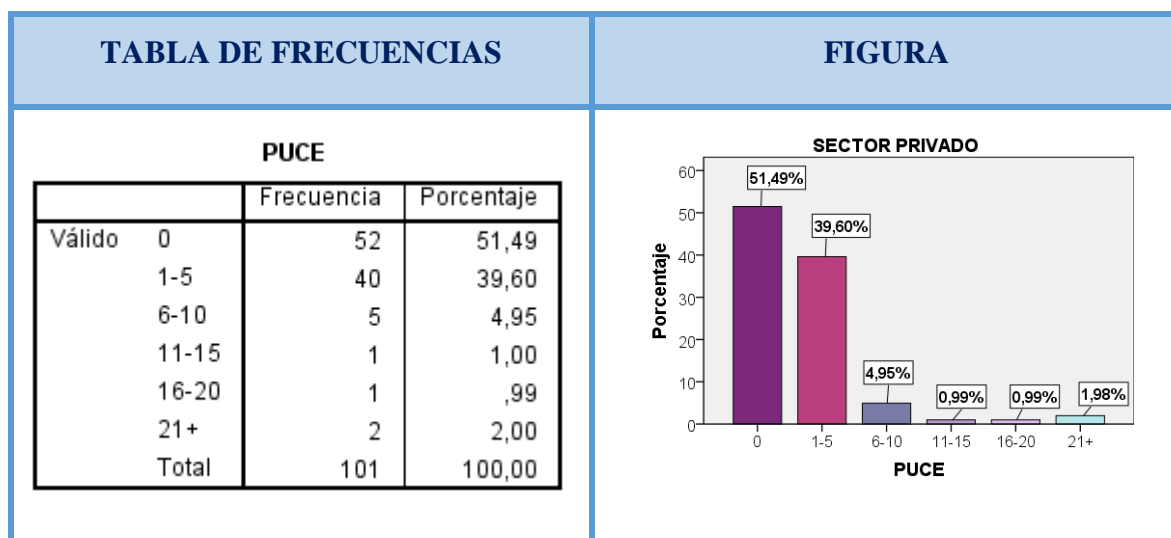 TABLA DE FRECUENCIAS
FIGURA
PUCE
Frecuencia Porcentaje
Válido 0 52 51,49
1-5 40 39,60
6-10 5 4,95
11-15 1 1,00
16-20 1 ,99
21+ 2 2,00
Total 101 100,00
SECTOR PRIVADO
Porcentaje
60
50
40
30
20
10
0
51,49%
39,60%
4,95%
0,99%
0,99%
1,98%
0 1-5 6-10 11-15 16-20 21+
PUCE